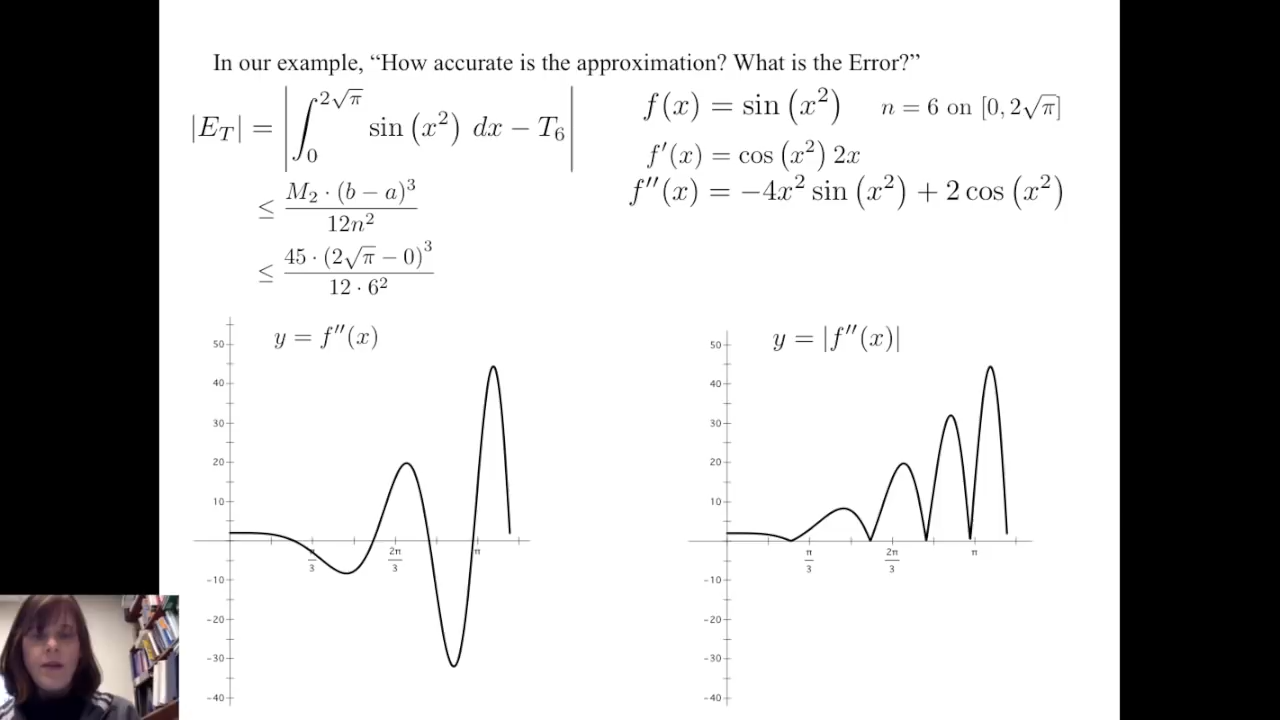 In our example, “How accurate is the approximation? What is the Error?”
|E_T| = |∫_0^{2√π} sin (x²) dx − T_6|
≤ M_2 · (b − a)³ / 12n²
≤ 45 · (2√π − 0)³ / 12 · 6²
f(x) = sin (x²) n = 6 on [0, 2√π]
f′(x) = cos (x²) 2x
f″(x) = −4x² sin (x²) + 2 cos (x²)
y = f″(x)
50
40
30
20
10
-10
-20
-30
-40
π/3
2π/3
π
y = |f″(x)|
50
40
30
20
10
-10
-20
-30
-40
π/3
2π/3
π